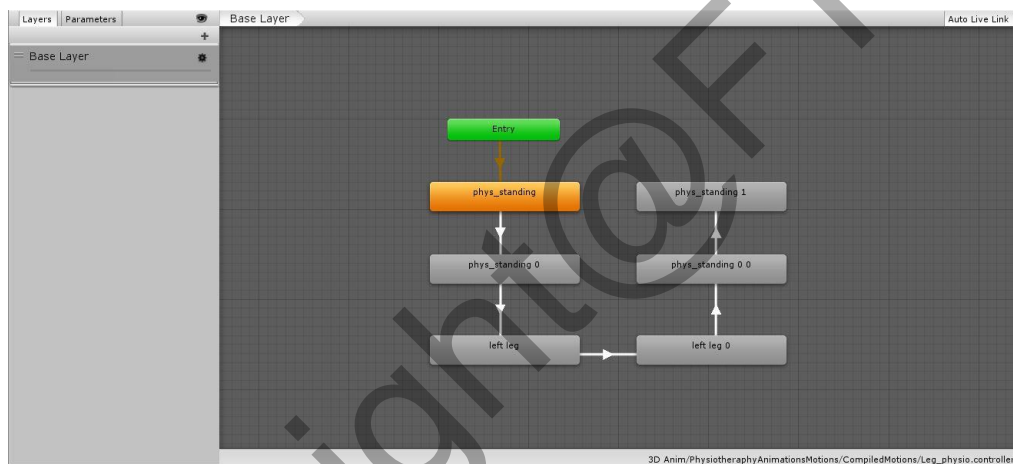 Layers Parameters Base Layer Auto Live Link
+
Base Layer
Entry
phys_standing phys_standing 1
phys_standing 0 phys_standing 0 0
left leg left leg 0
3D Anim/PhysiotheraphyAnimationsMotions/CompiledMotions/Leg_physio.controller
ight@F